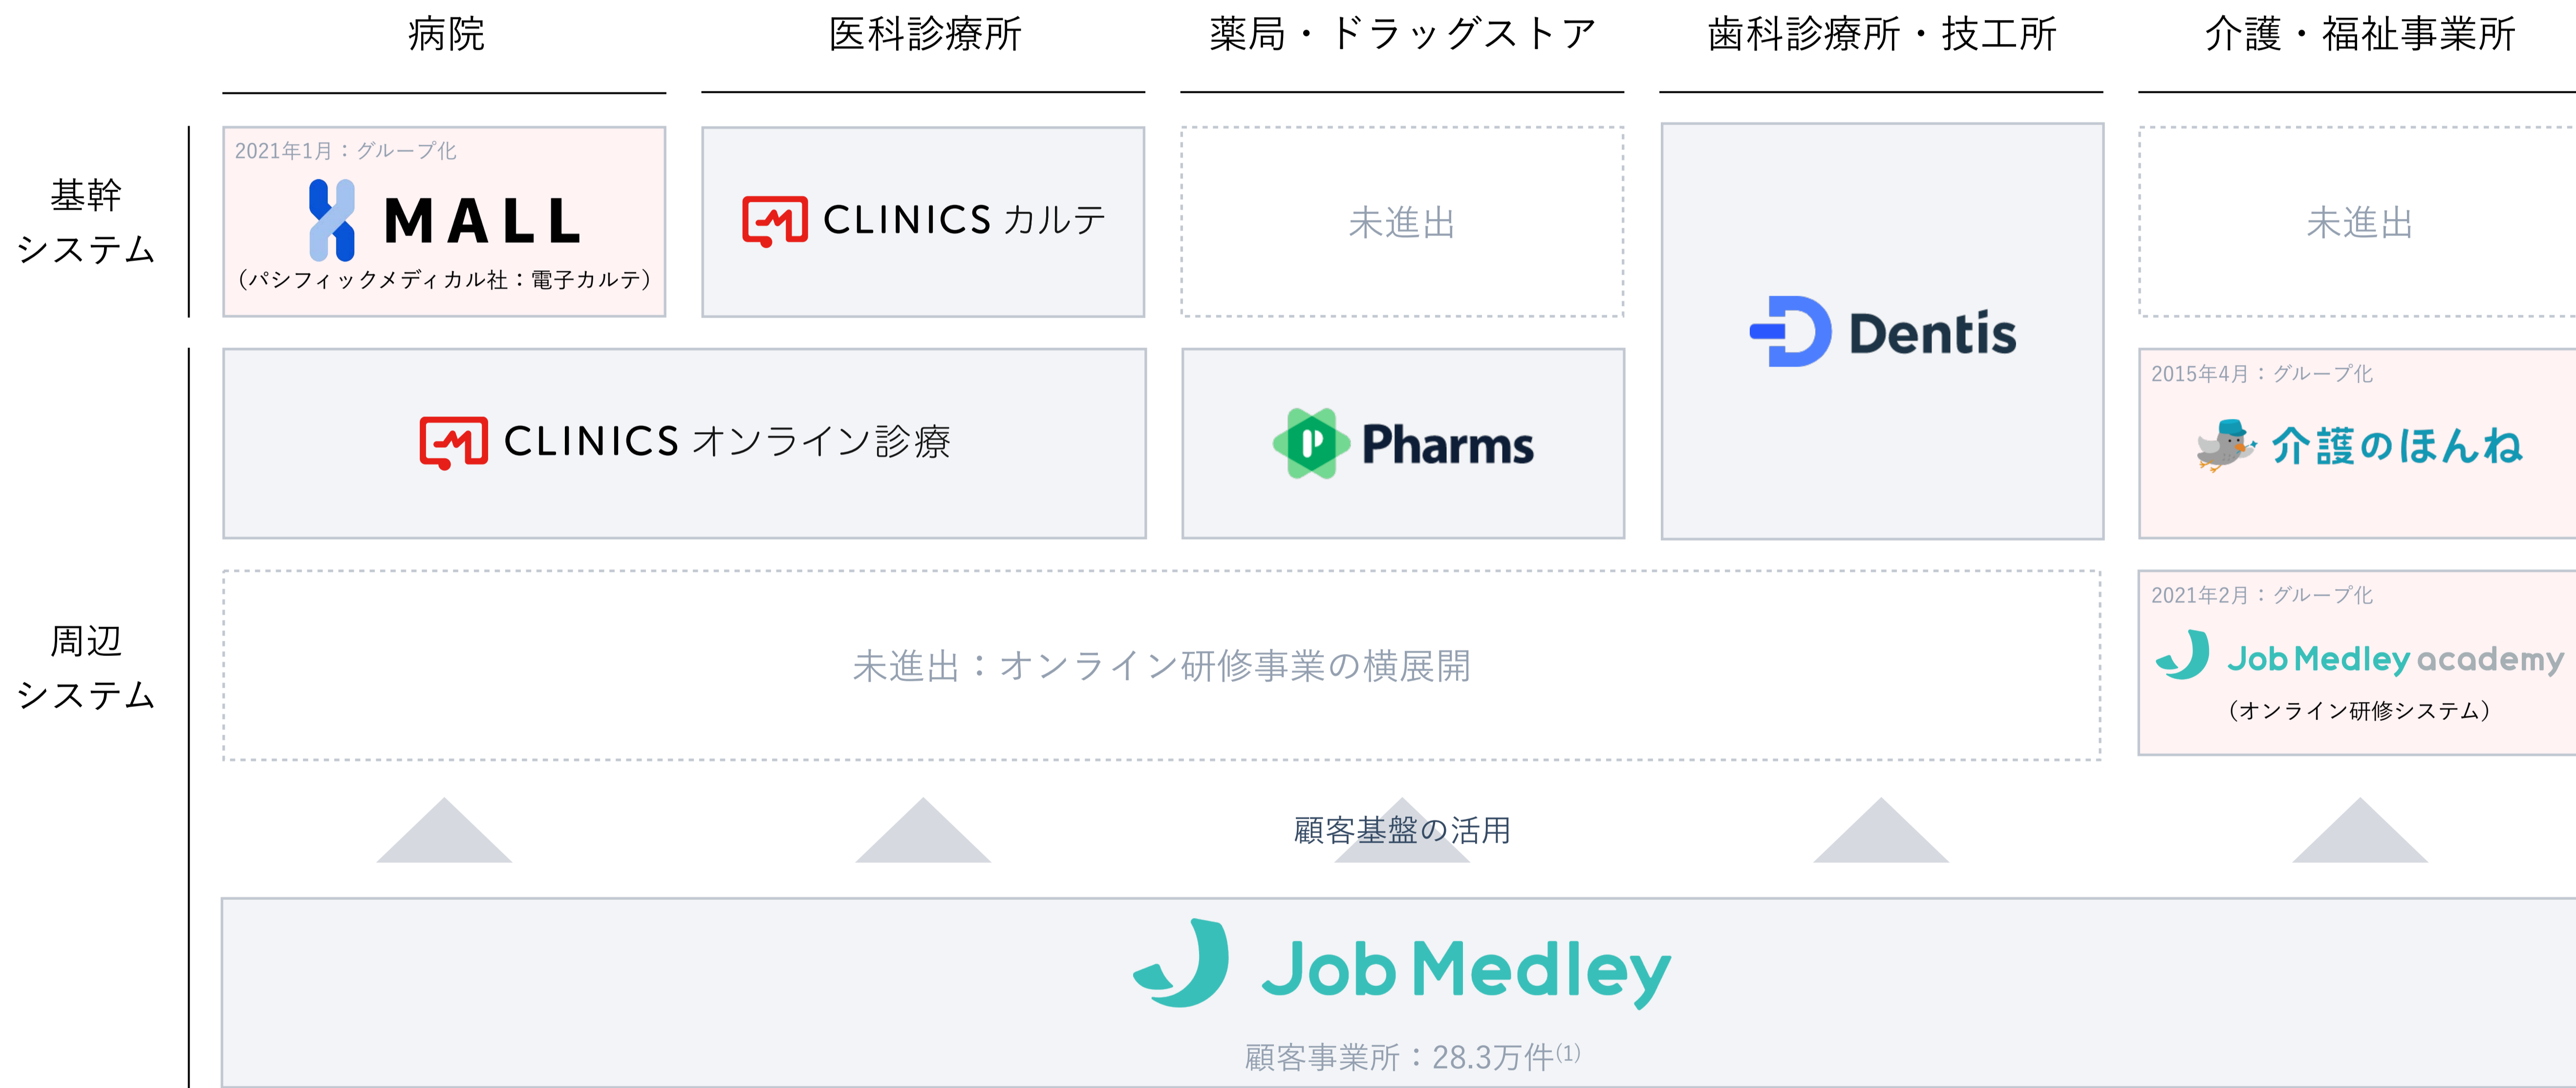 病院
医科診療所
薬局・ドラッグストア
歯科診療所・技工所
介護・福祉事業所
基幹
システム
2021年1月：グループ化
MALL
（パシフィックメディカル社：電子カルテ）
CLINICS カルテ
未進出
Dentis
未進出
周辺
システム
CLINICS オンライン診療
Pharms
2015年4月：グループ化
介護のほんね
未進出：オンライン研修事業の横展開
2021年2月：グループ化
Job Medley academy
（オンライン研修システム）
顧客基盤の活用
Job Medley
顧客事業所：28.3万件(1)